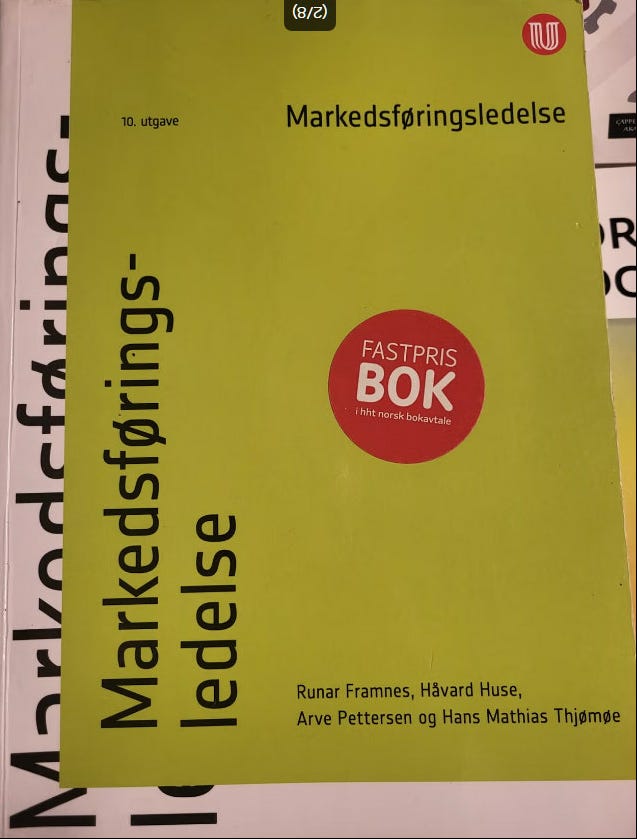 (2/8)
10. utgave
Markedsføringsledelse
Markedsførings-
ledelse
FASTPRIS
BOK
i hht norsk bokavtale
Runar Framnes, Håvard Huse,
Arve Pettersen og Hans Mathias Thjømøe
Markedsførings-